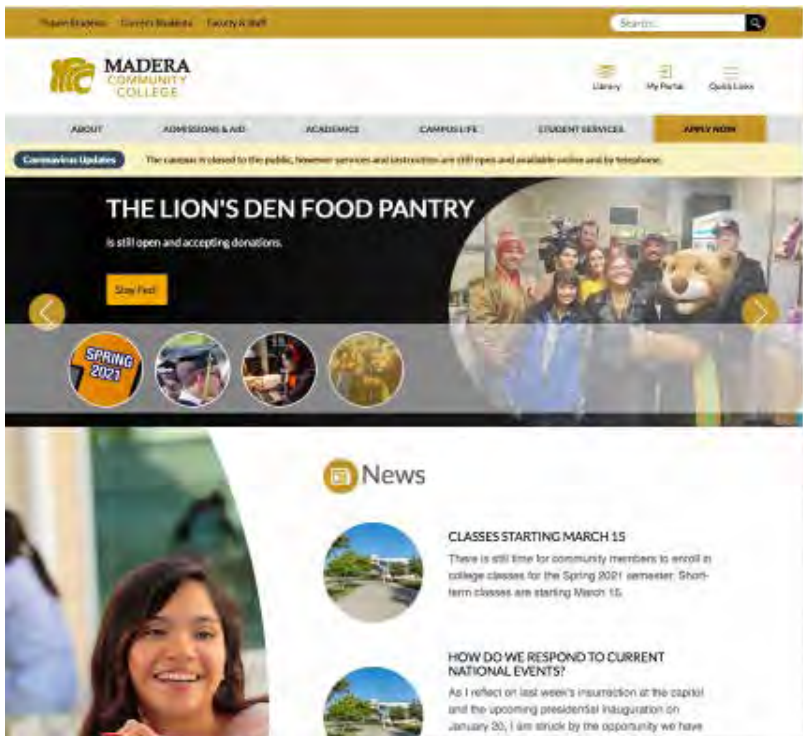 Future Students Current Students Faculty & Staff Search...
MADERA
COMMUNITY
COLLEGE
Library My Portal Quick Links
ABOUT ADMISSIONS & AID ACADEMICS CAMPUS LIFE STUDENT SERVICES APPLY NOW
Coronavirus Updates The campus is closed to the public, however services and instruction are still open and available online and by telephone.
THE LION'S DEN FOOD PANTRY
is still open and accepting donations.
Stay Fed!
SPRING
2021
News
CLASSES STARTING MARCH 15
There is still time for community members to enroll in
college classes for the Spring 2021 semester. Short-
term classes are starting March 15.
HOW DO WE RESPOND TO CURRENT
NATIONAL EVENTS?
As I reflect on last week's insurrection at the capitol
and the upcoming presidential inauguration on
January 20, I am struck by the opportunity we have